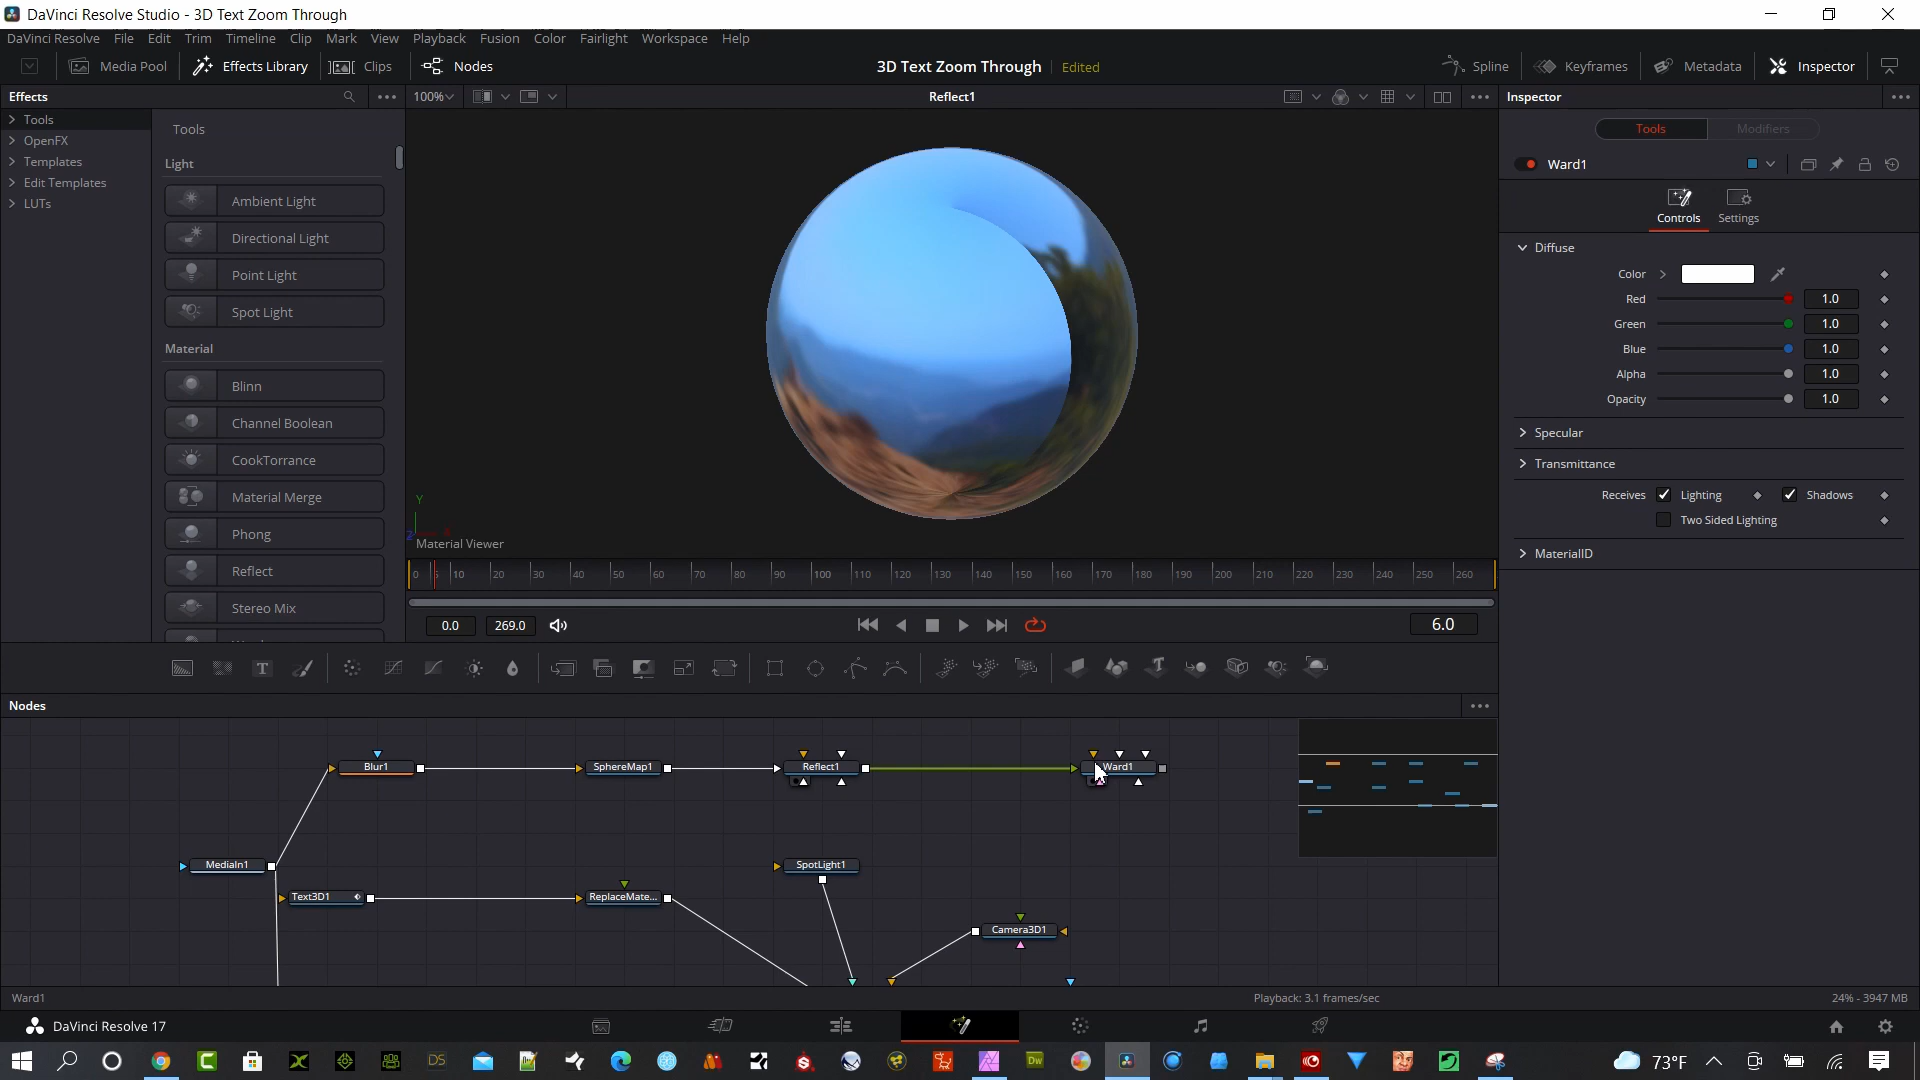 DaVinci Resolve Studio - 3D Text Zoom Through
DaVinci Resolve File Edit Trim Timeline Clip Mark View Playback Fusion Color Fairlight Workspace Help
Media Pool Effects Library Clips Nodes 3D Text Zoom Through Edited Spline Keyframes Metadata Inspector
Effects 100% Reflect1 Inspector
Tools
OpenFX
Templates
Edit Templates
LUTs
Tools
Light
Ambient Light
Directional Light
Point Light
Spot Light
Material
Blinn
Channel Boolean
CookTorrance
Material Merge
Phong
Reflect
Stereo Mix
Y
Z
Material Viewer
0 5 10 20 30 40 50 60 70 80 90 100 110 120 130 140 150 160 170 180 190 200 210 220 230 240 250 260
0.0 269.0 6.0
Tools Modifiers
Ward1
Controls Settings
Diffuse
Color
Red 1.0
Green 1.0
Blue 1.0
Alpha 1.0
Opacity 1.0
Specular
Transmittance
Receives Lighting Shadows
Two Sided Lighting
MaterialID
Nodes
Blur1 SphereMap1 Reflect1 Ward1
MediaIn1 SpotLight1
Text3D1 ReplaceMate...
Camera3D1
Ward1 Playback: 3.1 frames/sec 24% - 3947 MB
DaVinci Resolve 17
DS Dw 73°F